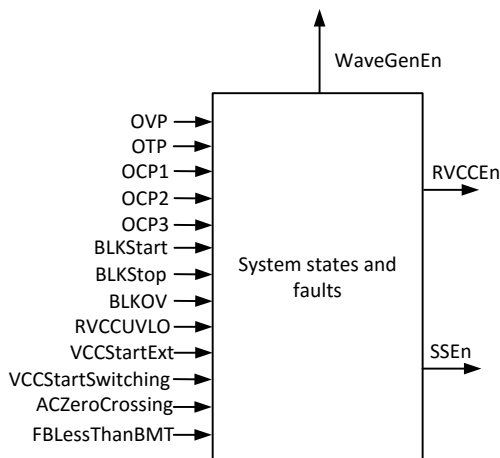 WaveGenEn
OVP
OTP
OCP1
OCP2
OCP3
BLKStart
BLKStop
BLKOV
RVCCUVLO
VCCStartExt
VCCStartSwitching
ACZeroCrossing
FBLessThanBMT
System states and
faults
RVCCEn
SSEn